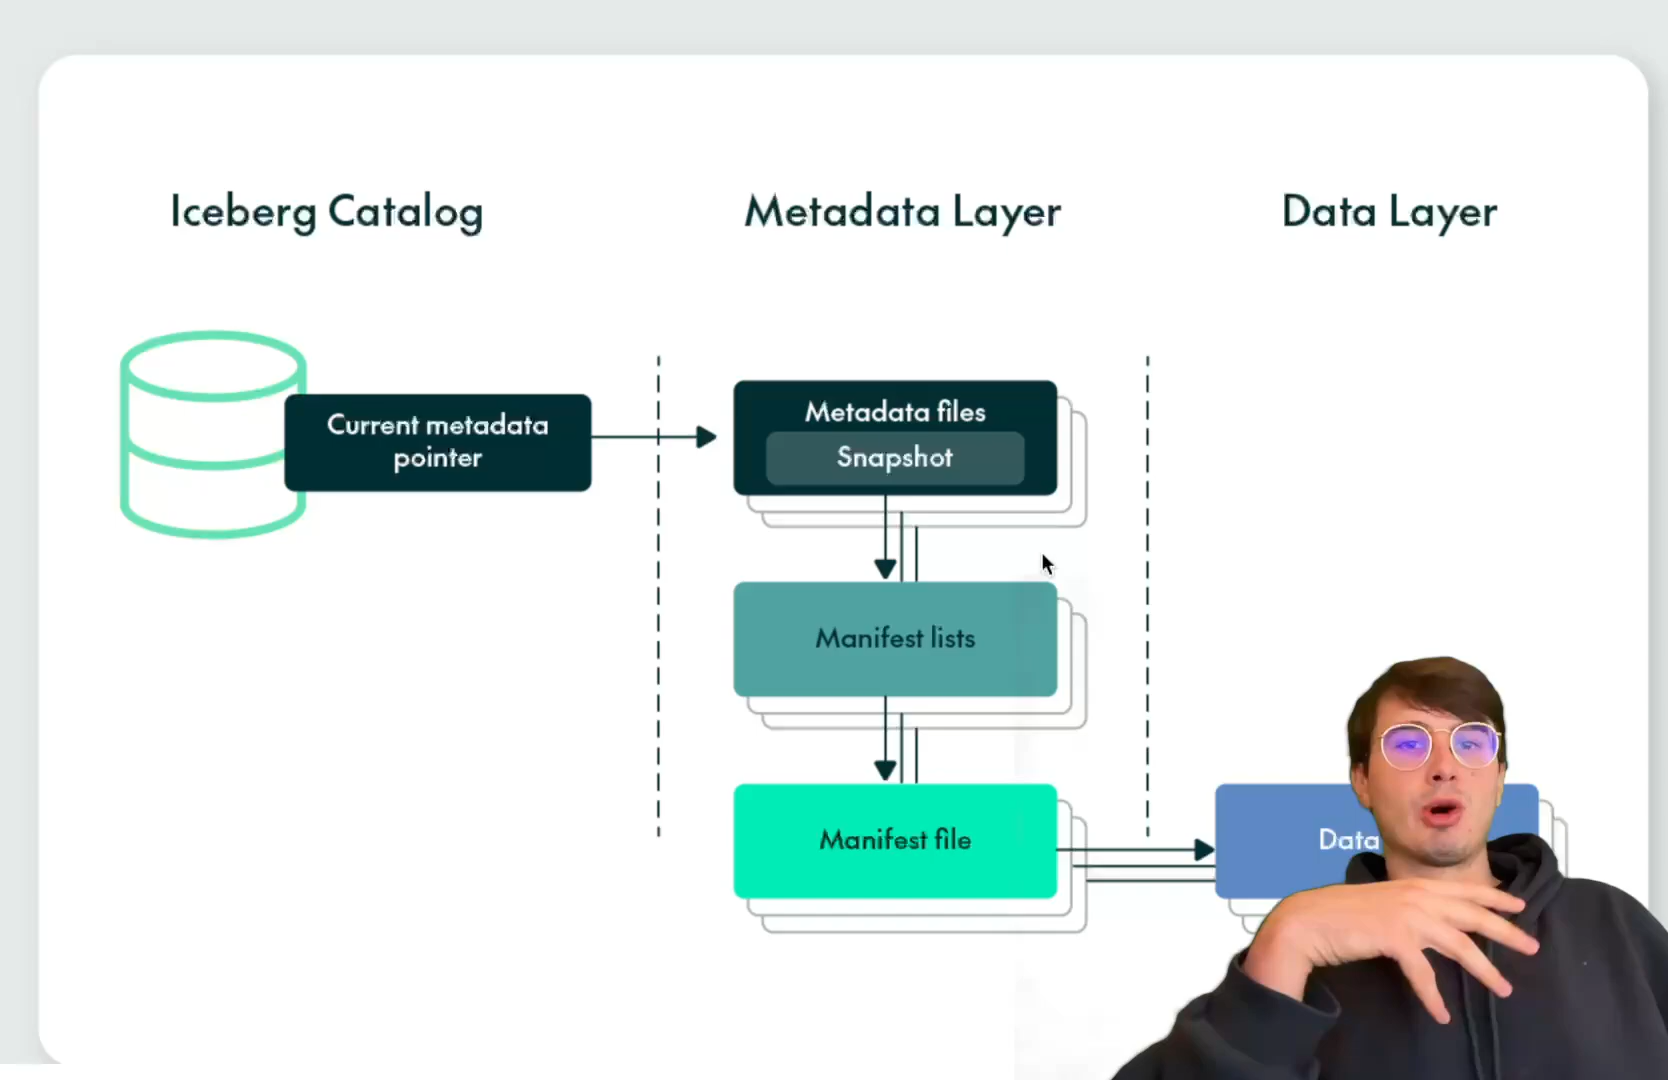 Iceberg Catalog
Metadata Layer
Data Layer
Current metadata
pointer
Metadata files
Snapshot
Manifest lists
Manifest file
Data